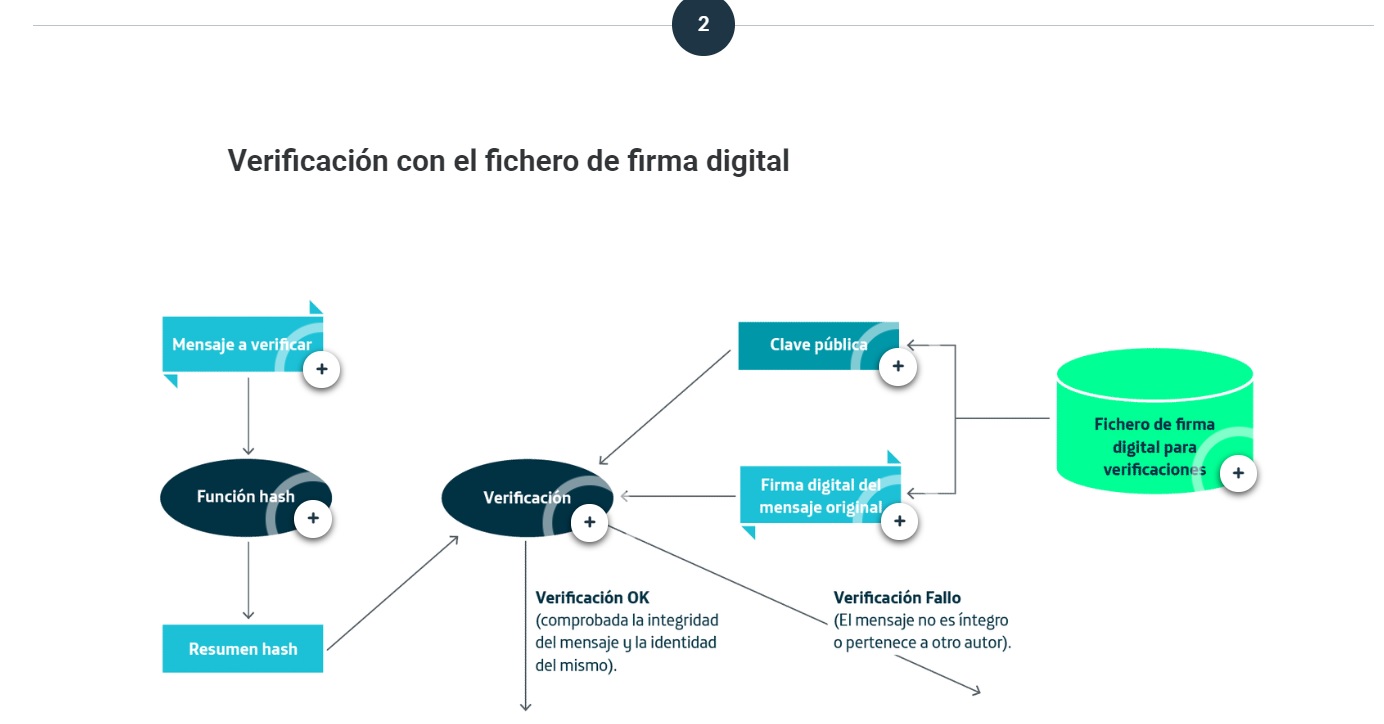 2
Verificación con el fichero de firma digital
Mensaje a verificar
+
Clave pública
+
Fichero de firma
digital para
verificaciones
+
Función hash
+
Verificación
+
Firma digital del
mensaje original
+
Verificación OK
(comprobada la integridad
del mensaje y la identidad
del mismo).
Verificación Fallo
(El mensaje no es íntegro
o pertenece a otro autor).
Resumen hash